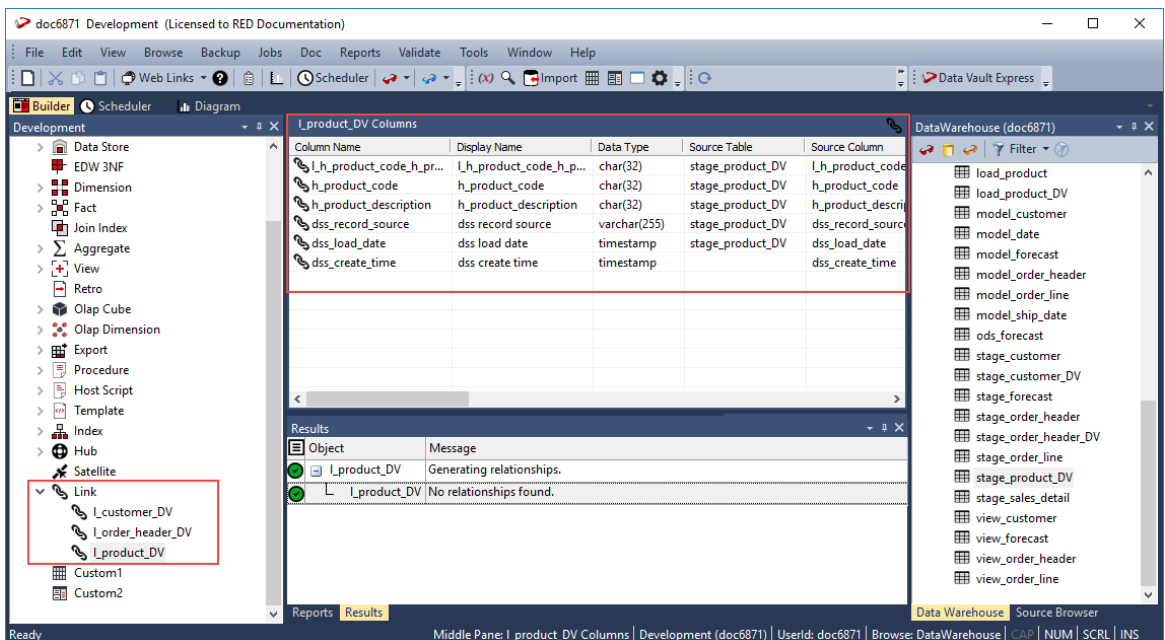 doc6871 Development (Licensed to RED Documentation)
File Edit View Browse Backup Jobs Doc Reports Validate Tools Window Help
Web Links Scheduler (x) Import Data Vault Express
Builder Scheduler Diagram
Development
Data Store
EDW 3NF
Dimension
Fact
Join Index
Aggregate
View
Retro
Olap Cube
Olap Dimension
Export
Procedure
Host Script
Template
Index
Hub
Satellite
Link
l_customer_DV
l_order_header_DV
l_product_DV
Custom1
Custom2
l_product_DV Columns
Column Name Display Name Data Type Source Table Source Column
l_h_product_code_h_pr... l_h_product_code_h_p... char(32) stage_product_DV l_h_product_code
h_product_code h_product_code char(32) stage_product_DV h_product_code
h_product_description h_product_description char(32) stage_product_DV h_product_descrip
dss_record_source dss record source varchar(255) stage_product_DV dss_record_source
dss_load_date dss load date timestamp stage_product_DV dss_load_date
dss_create_time dss create time timestamp dss_create_time
Results
Object Message
l_product_DV Generating relationships.
l_product_DV No relationships found.
Reports Results
DataWarehouse (doc6871)
Filter
load_product
load_product_DV
model_customer
model_date
model_forecast
model_order_header
model_order_line
model_ship_date
ods_forecast
stage_customer
stage_customer_DV
stage_forecast
stage_order_header
stage_order_header_DV
stage_order_line
stage_product_DV
stage_sales_detail
view_customer
view_forecast
view_order_header
view_order_line
Data Warehouse Source Browser
Ready Middle Pane: l_product_DV Columns Development (doc6871) UserId: doc6871 Browse: DataWarehouse CAP NUM SCRL INS